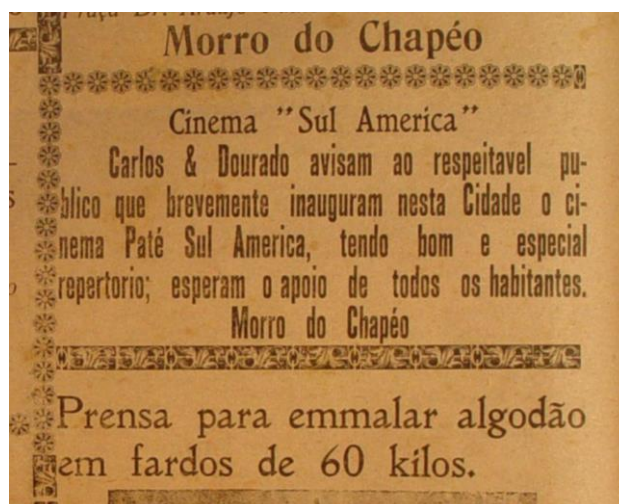 Morro do Chapéo
Cinema "Sul America"
Carlos & Dourado avisam ao respeitavel pu-
blico que brevemente inauguram nesta Cidade o ci-
nema Paté Sul America, tendo bom e especial
repertorio; esperam o apoio de todos os habitantes.
Morro do Chapéo
Prensa para emmalar algodão
em fardos de 60 kilos.